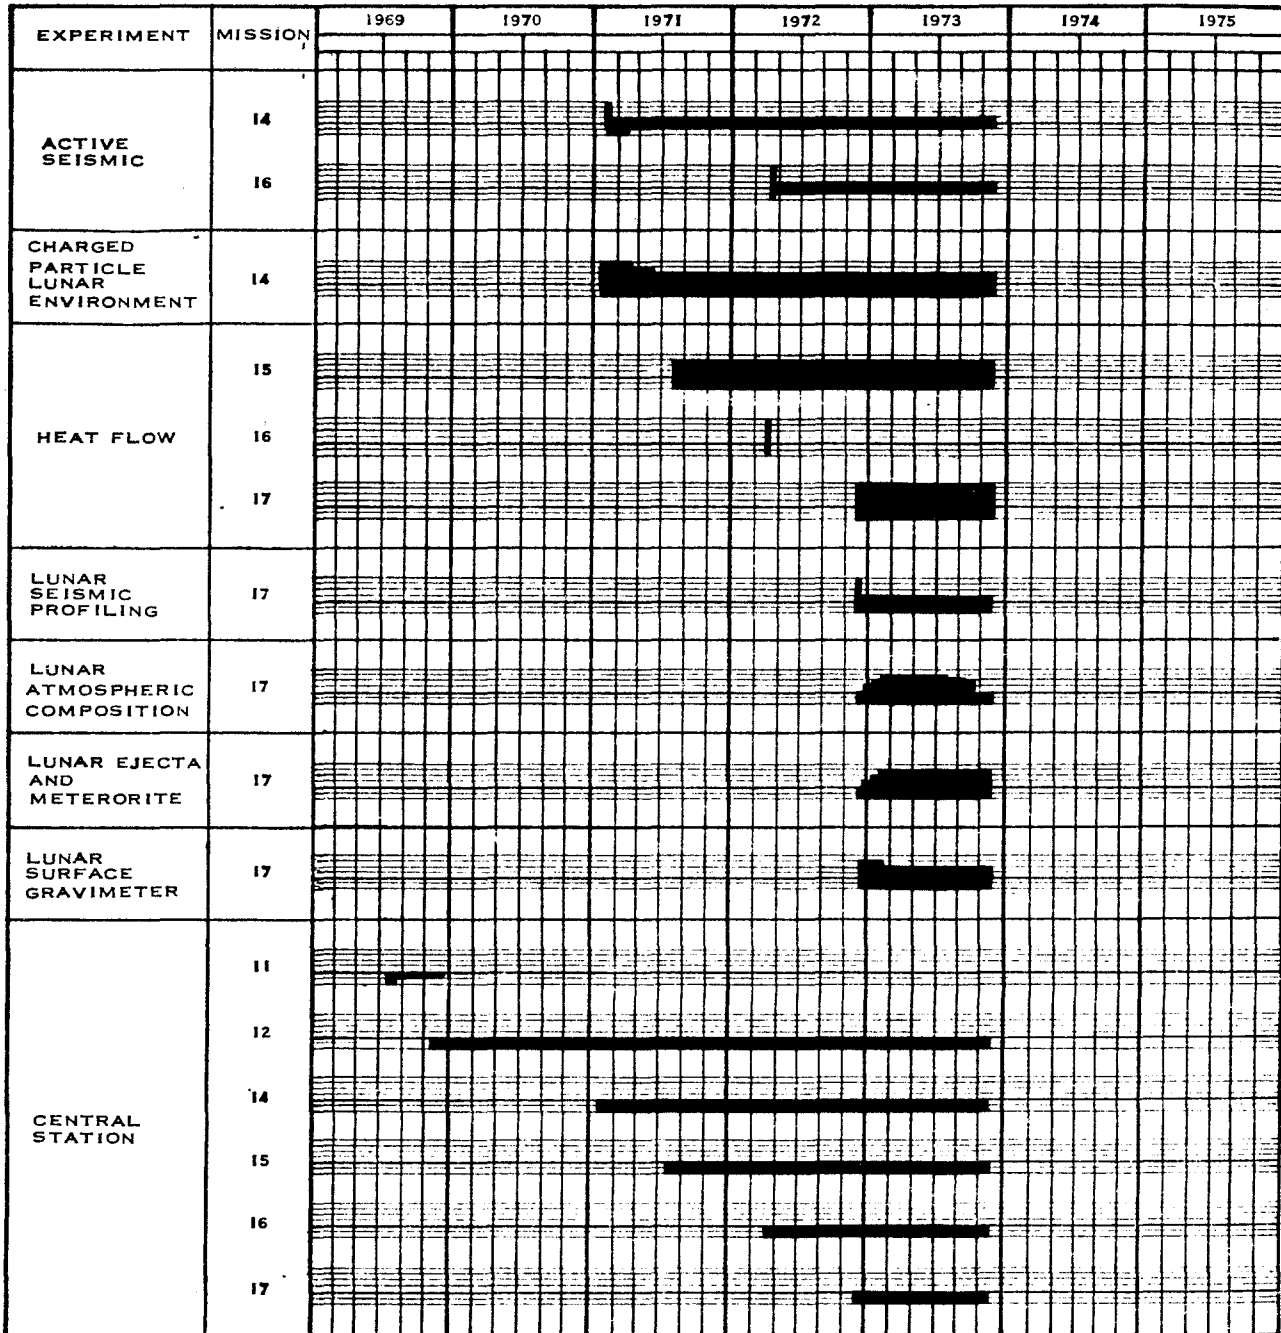 EXPERIMENT MISSION 1969 1970 1971 1972 1973 1974 1975
ACTIVE
SEISMIC
14
16
CHARGED
PARTICLE
LUNAR
ENVIRONMENT
14
HEAT FLOW
15
16
17
LUNAR
SEISMIC
PROFILING
17
LUNAR
ATMOSPHERIC
COMPOSITION
17
LUNAR EJECTA
AND
METERORITE
17
LUNAR
SURFACE
GRAVIMETER
17
CENTRAL
STATION
11
12
14
15
16
17